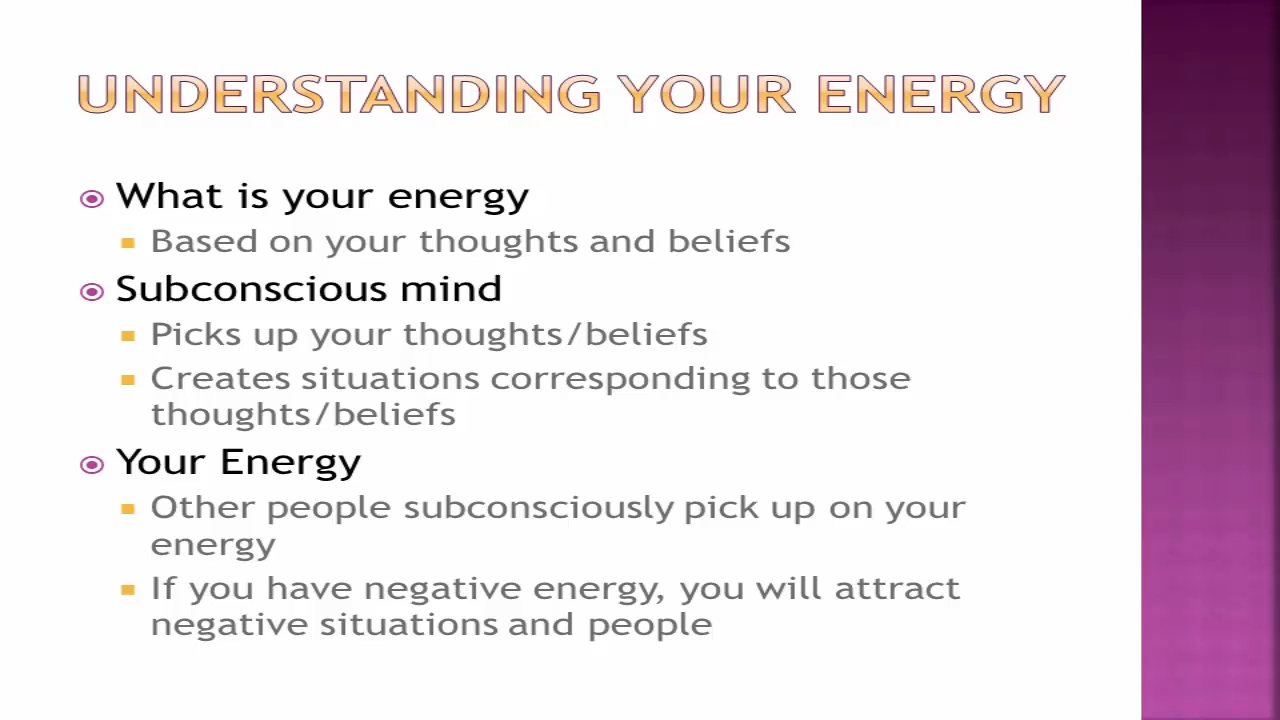 UNDERSTANDING YOUR ENERGY
What is your energy
Based on your thoughts and beliefs
Subconscious mind
Picks up your thoughts/beliefs
Creates situations corresponding to those
thoughts/beliefs
Your Energy
Other people subconsciously pick up on your
energy
If you have negative energy, you will attract
negative situations and people